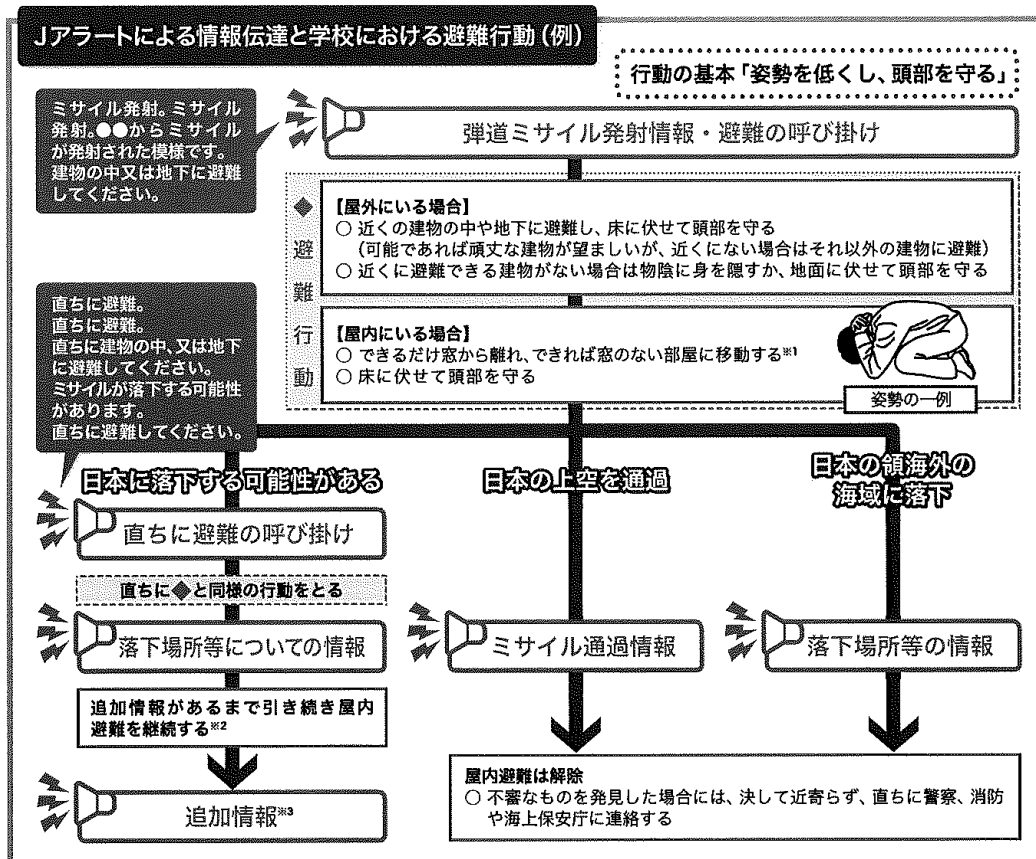 Jアラートによる情報伝達と学校における避難行動（例）
行動の基本「姿勢を低くし、頭部を守る」
ミサイル発射。ミサイル
発射。●●からミサイル
が発射された模様です。
建物の中又は地下に避難
してください。
弾道ミサイル発射情報・避難の呼び掛け
◆避難行動
【屋外にいる場合】
○ 近くの建物の中や地下に避難し、床に伏せて頭部を守る
（可能であれば頑丈な建物が望ましいが、近くにない場合はそれ以外の建物に避難）
○ 近くに避難できる建物がない場合は物陰に身を隠すか、地面に伏せて頭部を守る
【屋内にいる場合】
○ できるだけ窓から離れ、できれば窓のない部屋に移動する※1
○ 床に伏せて頭部を守る
姿勢の一例
直ちに避難。
直ちに避難。
直ちに建物の中、又は地下
に避難してください。
ミサイルが落下する可能性
があります。
直ちに避難してください。
日本に落下する可能性がある
直ちに避難の呼び掛け
直ちに◆と同様の行動をとる
落下場所等についての情報
追加情報があるまで引き続き屋内
避難を継続する※2
追加情報※3
日本の上空を通過
ミサイル通過情報
日本の領海外の
海域に落下
落下場所等の情報
屋内避難は解除
○ 不審なものを発見した場合には、決して近寄らず、直ちに警察、消防
や海上保安庁に連絡する